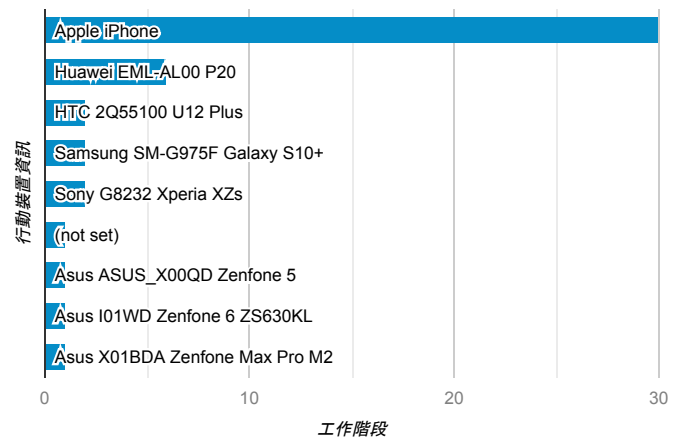 Apple iPhone
Huawei EML-AL00 P20
HTC 2Q55100 U12 Plus
Samsung SM-G975F Galaxy S10+
Sony G8232 Xperia XZs
(not set)
Asus ASUS_X00QD Zenfone 5
Asus I01WD Zenfone 6 ZS630KL
Asus X01BDA Zenfone Max Pro M2
行動裝置資訊
0 10 20 30
工作階段